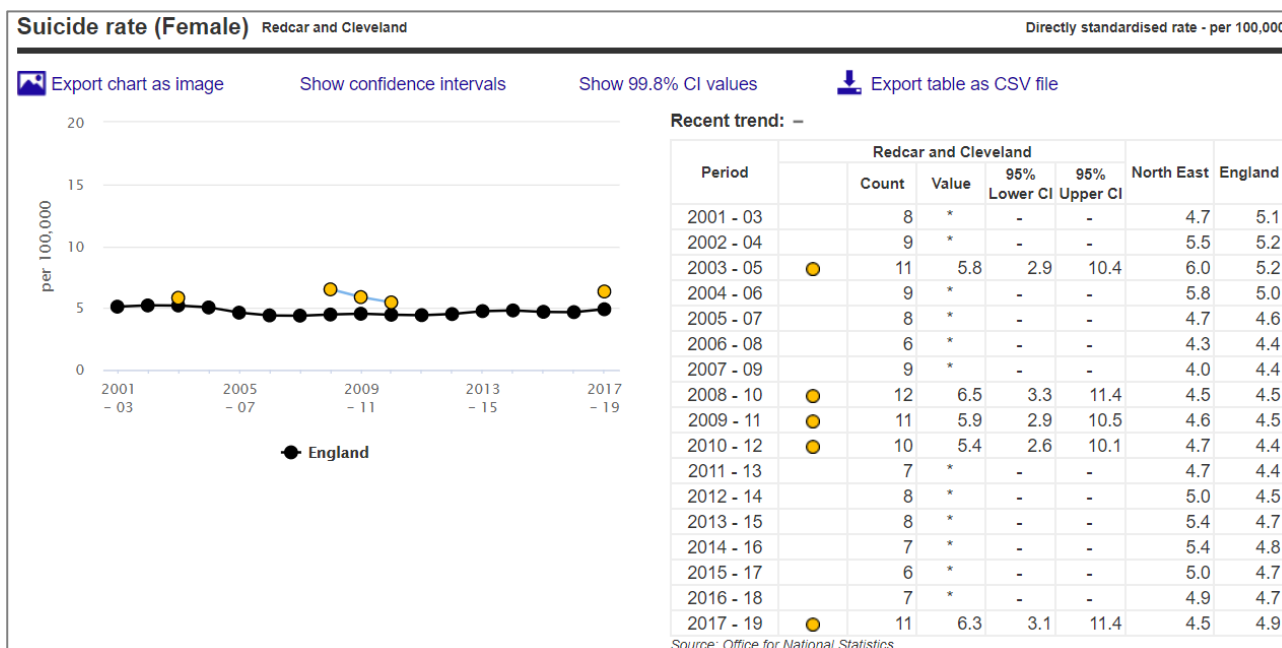 Suicide rate (Female) Redcar and Cleveland Directly standardised rate - per 100,000
Export chart as image Show confidence intervals Show 99.8% CI values Export table as CSV file
20
15
10
5
0
per 100,000
2001 2005 2009 2013 2017
- 03 - 07 - 11 - 15 - 19
England
Recent trend: –
Redcar and Cleveland
Period Count Value 95% Lower CI 95% Upper CI North East England
2001 - 03 8 * - - 4.7 5.1
2002 - 04 9 * - - 5.5 5.2
2003 - 05 11 5.8 2.9 10.4 6.0 5.2
2004 - 06 9 * - - 5.8 5.0
2005 - 07 8 * - - 4.7 4.6
2006 - 08 6 * - - 4.3 4.4
2007 - 09 9 * - - 4.0 4.4
2008 - 10 12 6.5 3.3 11.4 4.5 4.5
2009 - 11 11 5.9 2.9 10.5 4.6 4.5
2010 - 12 10 5.4 2.6 10.1 4.7 4.4
2011 - 13 7 * - - 4.7 4.4
2012 - 14 8 * - - 5.0 4.5
2013 - 15 8 * - - 5.4 4.7
2014 - 16 7 * - - 5.4 4.8
2015 - 17 6 * - - 5.0 4.7
2016 - 18 7 * - - 4.9 4.7
2017 - 19 11 6.3 3.1 11.4 4.5 4.9
Source: Office for National Statistics